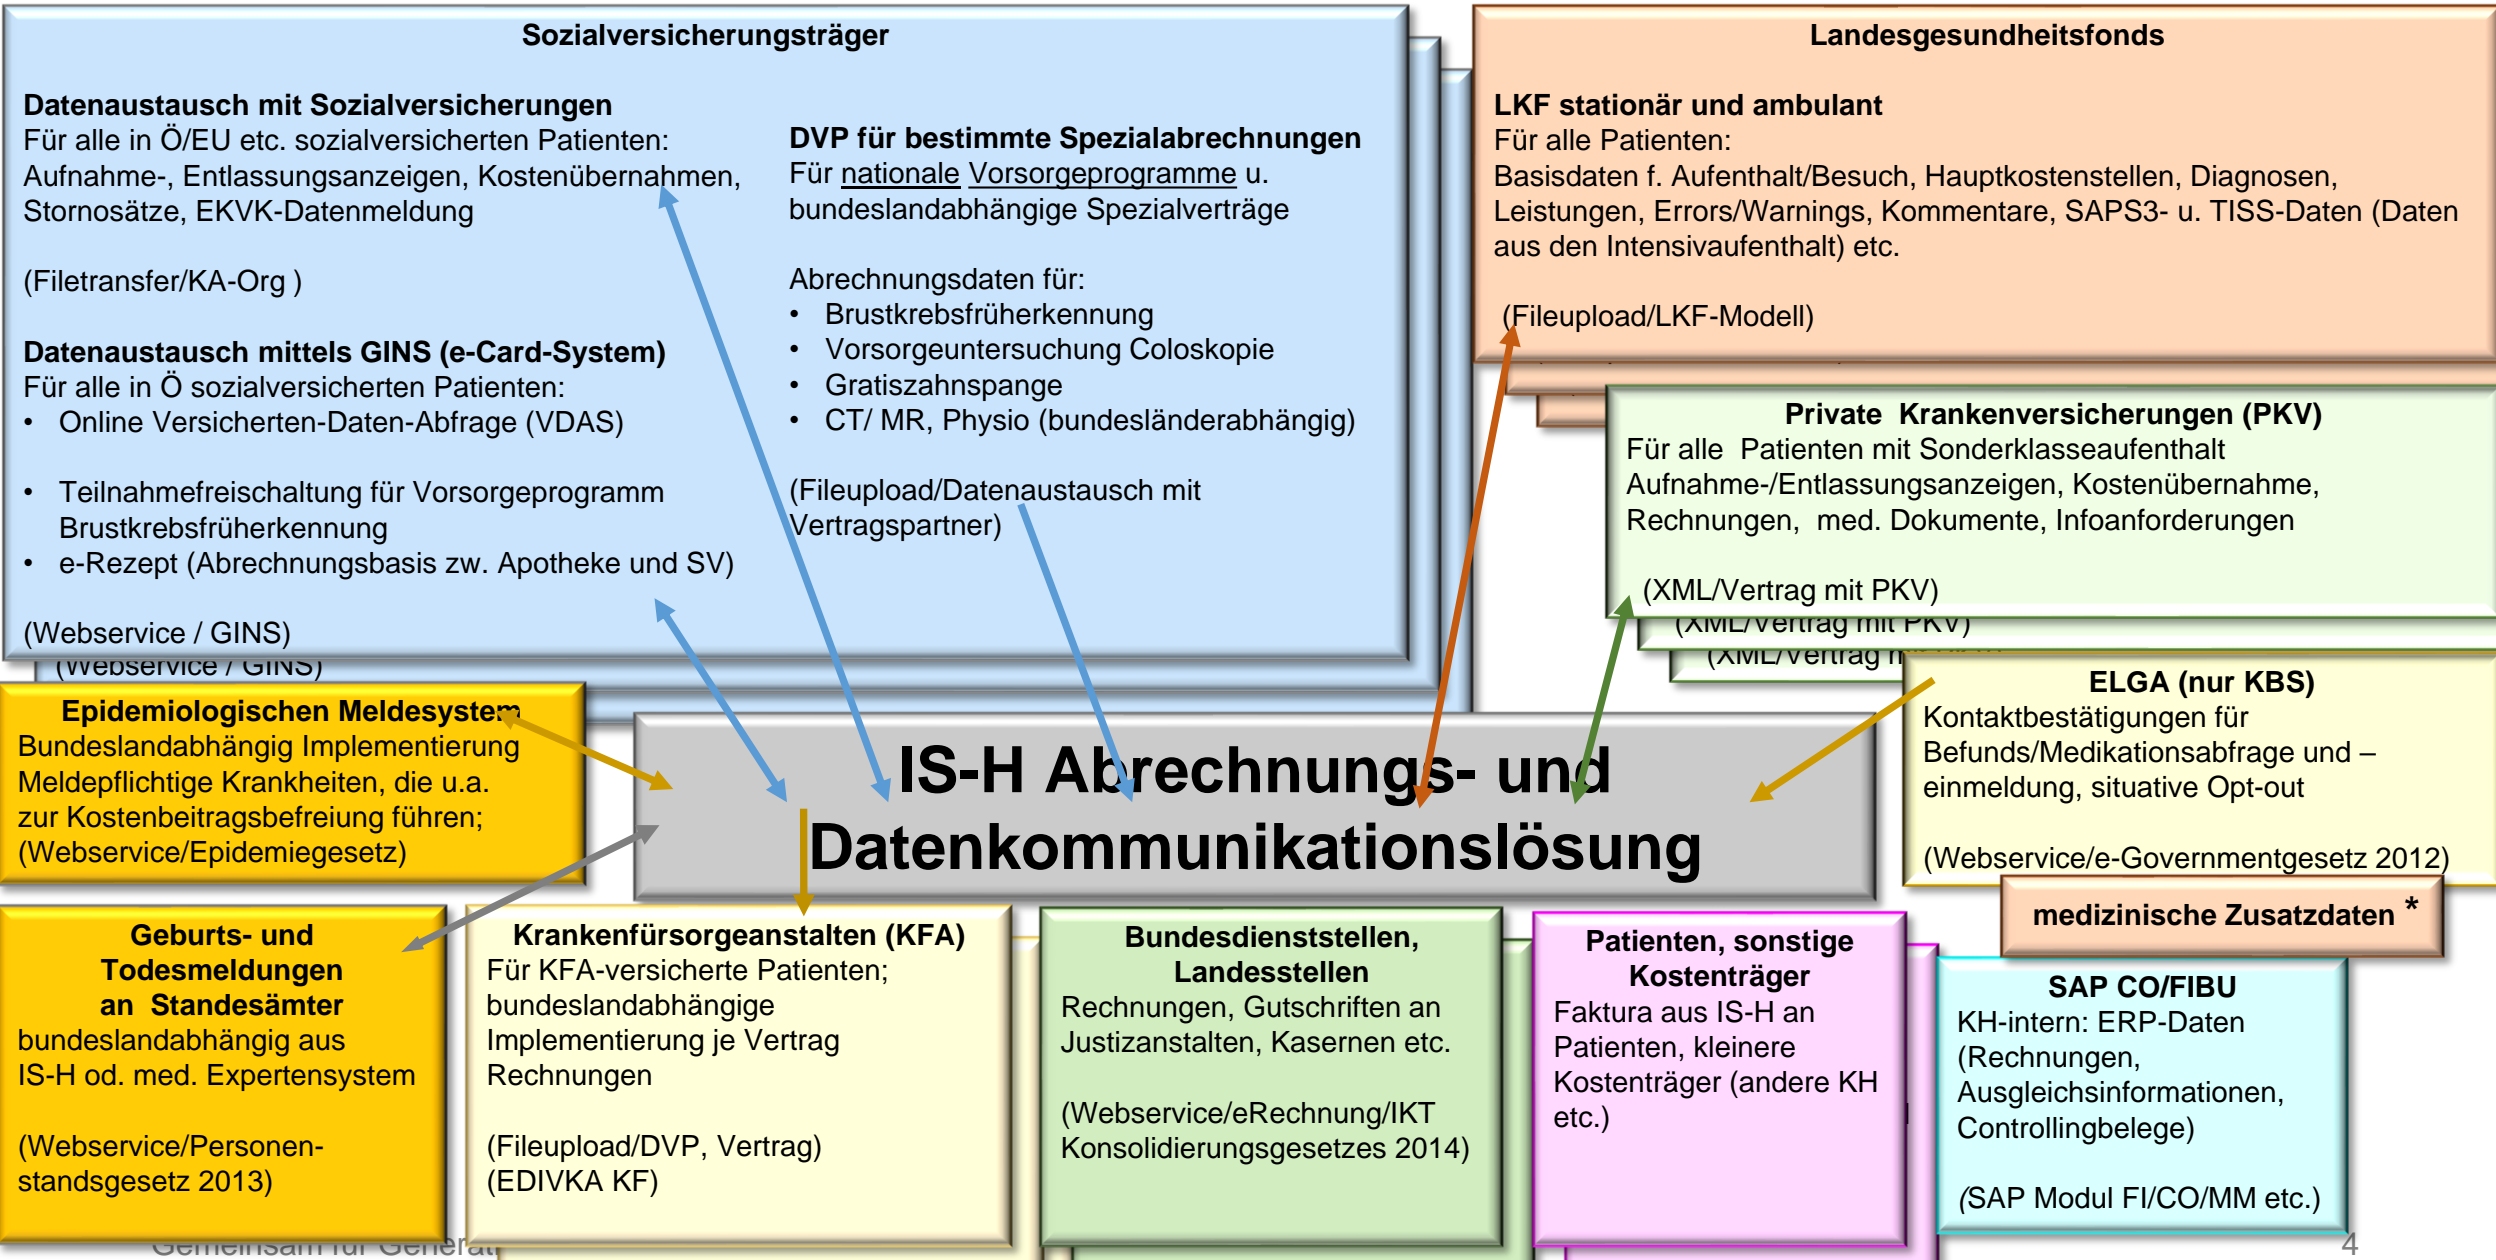 Sozialversicherungsträger
Datenaustausch mit Sozialversicherungen
Für alle in Ö/EU etc. sozialversicherten Patienten:
Aufnahme-, Entlassungsanzeigen, Kostenübernahmen,
Stornosätze, EKVK-Datenmeldung
(Filetransfer/KA-Org )
Datenaustausch mittels GINS (e-Card-System)
Für alle in Ö sozialversicherten Patienten:
• Online Versicherten-Daten-Abfrage (VDAS)
• Teilnahmefreischaltung für Vorsorgeprogramm
Brustkrebsfrüherkennung
• e-Rezept (Abrechnungsbasis zw. Apotheke und SV)
(Webservice / GINS)
(Webservice / GINS)
DVP für bestimmte Spezialabrechnungen
Für nationale Vorsorgeprogramme u.
bundeslandabhängige Spezialverträge
Abrechnungsdaten für:
• Brustkrebsfrüherkennung
• Vorsorgeuntersuchung Coloskopie
• Gratiszahnspange
• CT/ MR, Physio (bundesländerabhängig)
(Fileupload/Datenaustausch mit
Vertragspartner)
Landesgesundheitsfonds
LKF stationär und ambulant
Für alle Patienten:
Basisdaten f. Aufenthalt/Besuch, Hauptkostenstellen, Diagnosen,
Leistungen, Errors/Warnings, Kommentare, SAPS3- u. TISS-Daten (Daten
aus den Intensivaufenthalt) etc.
(Fileupload/LKF-Modell)
Private Krankenversicherungen (PKV)
Für alle Patienten mit Sonderklasseaufenthalt
Aufnahme-/Entlassungsanzeigen, Kostenübernahme,
Rechnungen, med. Dokumente, Infoanforderungen
(XML/Vertrag mit PKV)
(XML/Vertrag mit PKV)
(XML/Vertrag
Epidemiologischen Meldesystem
Bundeslandabhängig Implementierung
Meldepflichtige Krankheiten, die u.a.
zur Kostenbeitragsbefreiung führen;
(Webservice/Epidemiegesetz)
IS-H Abrechnungs- und
Datenkommunikationslösung
ELGA (nur KBS)
Kontaktbestätigungen für
Befunds/Medikationsabfrage und –
einmeldung, situative Opt-out
(Webservice/e-Governmentgesetz 2012)
medizinische Zusatzdaten *
Geburts- und
Todesmeldungen
an Standesämter
bundeslandabhängig aus
IS-H od. med. Expertensystem
(Webservice/Personen-
standsgesetz 2013)
Krankenfürsorgeanstalten (KFA)
Für KFA-versicherte Patienten;
bundeslandabhängige
Implementierung je Vertrag
Rechnungen
(Fileupload/DVP, Vertrag)
(EDIVKA KF)
Bundesdienststellen,
Landesstellen
Rechnungen, Gutschriften an
Justizanstalten, Kasernen etc.
(Webservice/eRechnung/IKT
Konsolidierungsgesetzes 2014)
Patienten, sonstige
Kostenträger
Faktura aus IS-H an
Patienten, kleinere
Kostenträger (andere KH
etc.)
SAP CO/FIBU
KH-intern: ERP-Daten
(Rechnungen,
Ausgleichsinformationen,
Controllingbelege)
(SAP Modul FI/CO/MM etc.)
Gemeinsam für
4